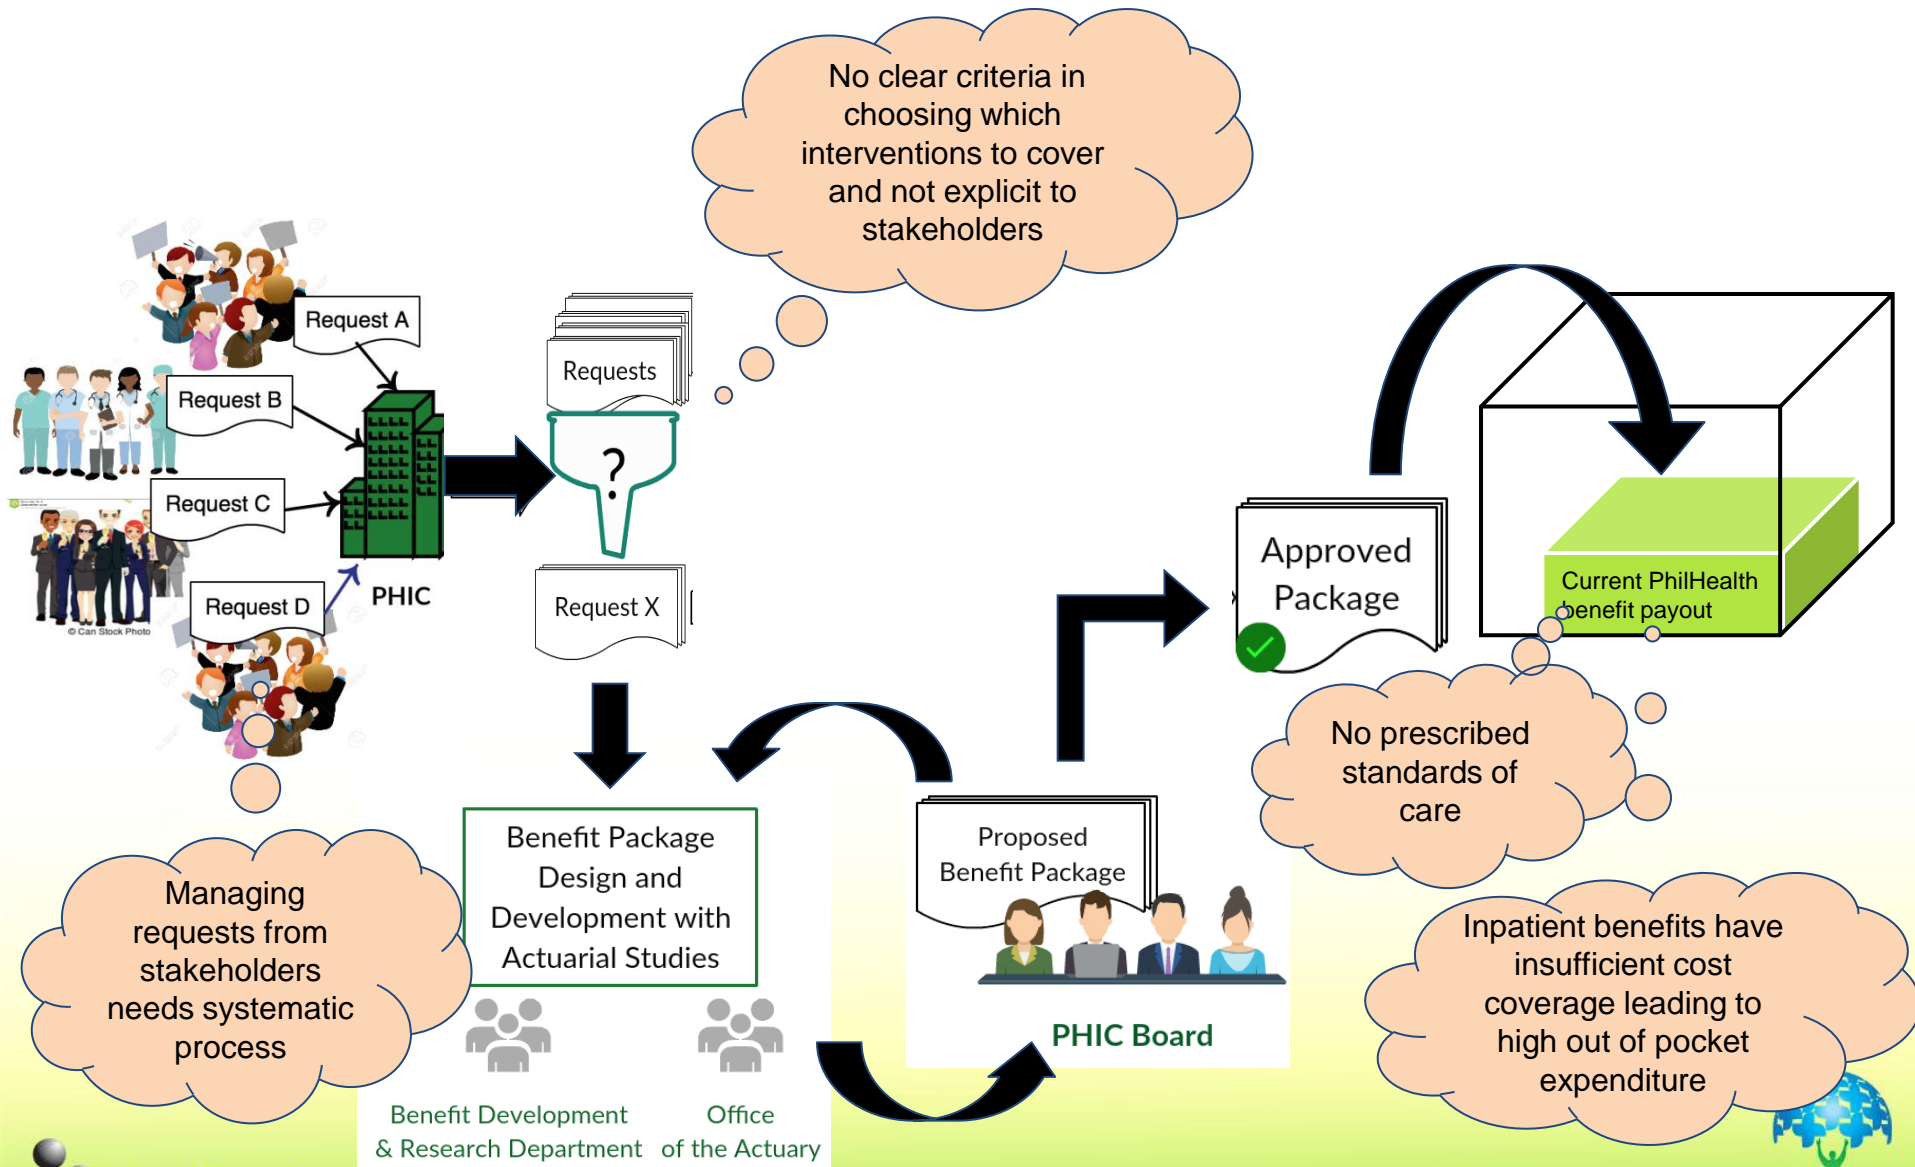 No clear criteria in
choosing which
interventions to cover
and not explicit to
stakeholders
Request A
Request B
Request C
Request D
© Can Stock Photo
PHIC
Requests
?
Request X
Benefit Package
Design and
Development with
Actuarial Studies
Benefit Development
& Research Department
Office
of the Actuary
Managing
requests from
stakeholders
needs systematic
process
Proposed
Benefit Package
PHIC Board
Approved
Package
Current PhilHealth
benefit payout
No prescribed
standards of
care
Inpatient benefits have
insufficient cost
coverage leading to
high out of pocket
expenditure